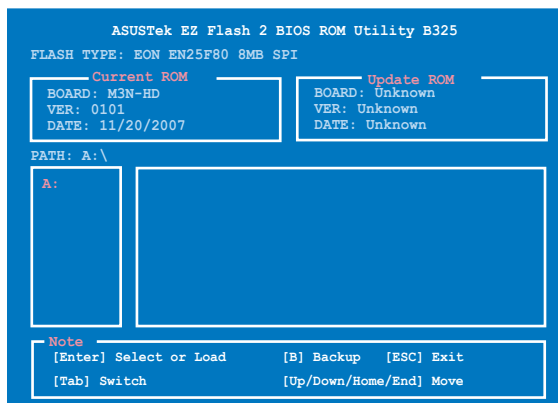 ASUSTek EZ Flash 2 BIOS ROM Utility B325
FLASH TYPE: EON EN25F80 8MB SPI
Current ROM
BOARD: M3N-HD
VER: 0101
DATE: 11/20/2007
Update ROM
BOARD: Unknown
VER: Unknown
DATE: Unknown
PATH: A:\
A:
Note
[Enter] Select or Load [B] Backup [ESC] Exit
[Tab] Switch [Up/Down/Home/End] Move